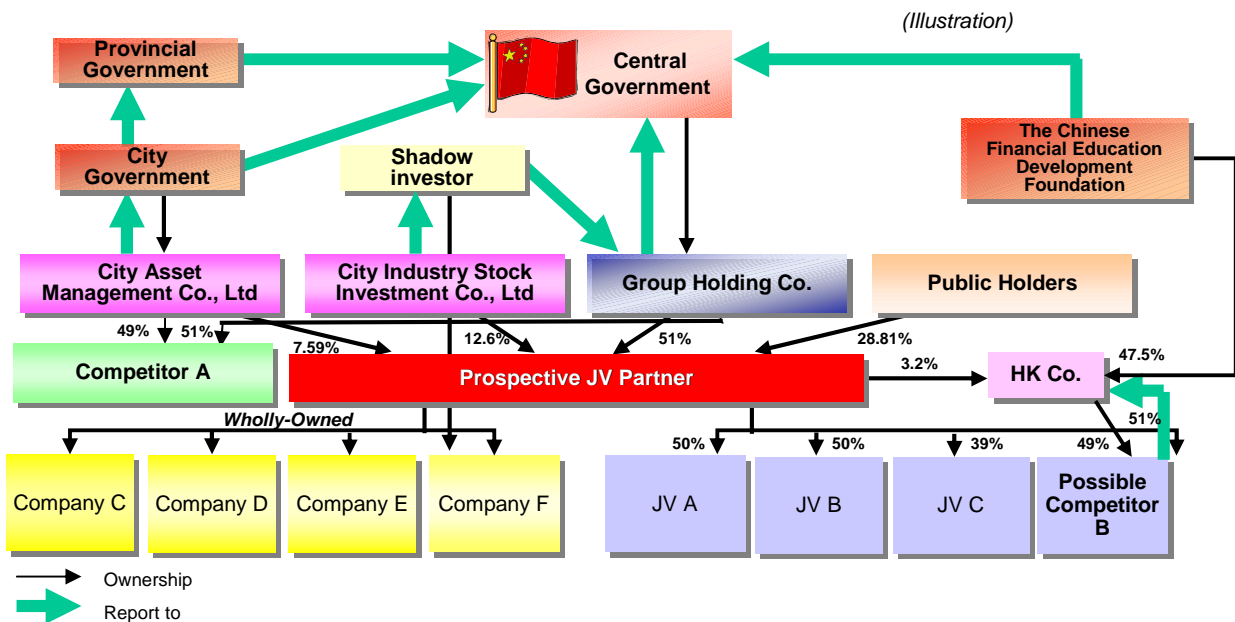 (Illustration)
Provincial
Government
Central
Government
City
Government
Shadow
investor
The Chinese
Financial Education
Development
Foundation
City Asset
Management Co., Ltd
City Industry Stock
Investment Co., Ltd
Group Holding Co.
Public Holders
49%
51%
7.59%
12.6%
51%
28.81%
3.2%
47.5%
Competitor A
Prospective JV Partner
HK Co.
Wholly-Owned
50%
50%
39%
49%
51%
Company C
Company D
Company E
Company F
JV A
JV B
JV C
Possible
Competitor
B
Ownership
Report to